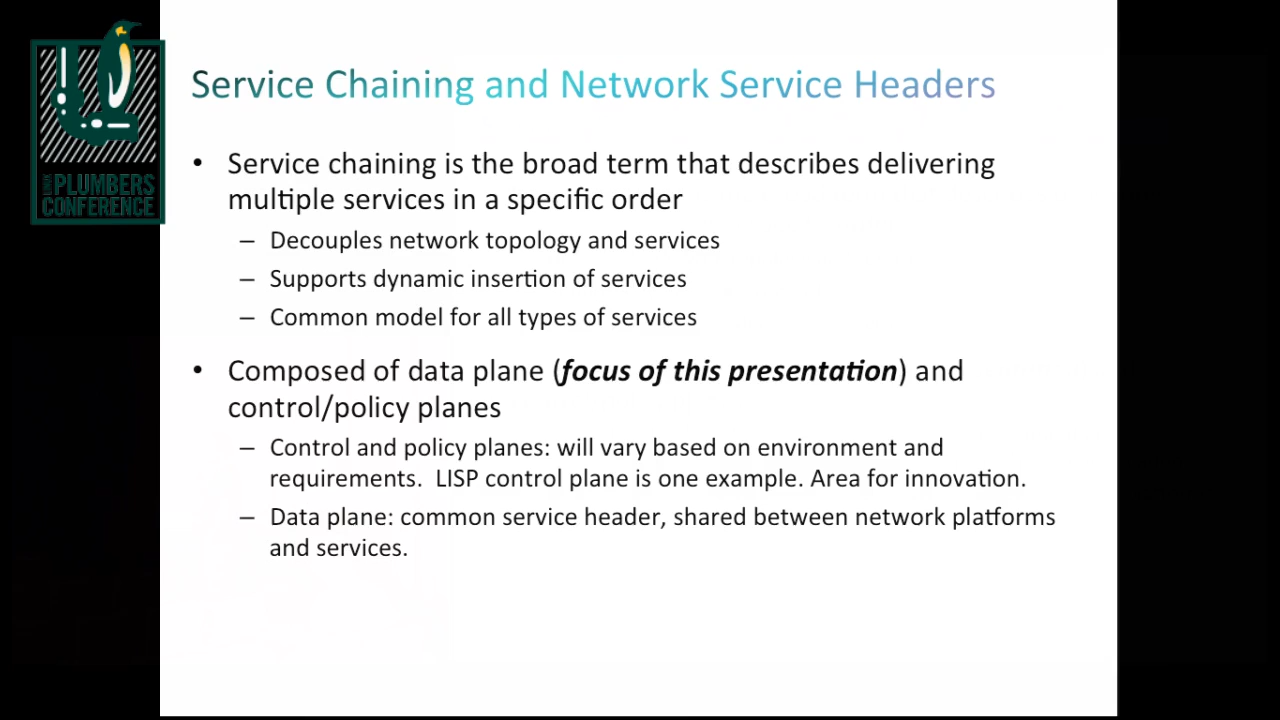 Service Chaining and Network Service Headers
• Service chaining is the broad term that describes delivering
multiple services in a specific order
– Decouples network topology and services
– Supports dynamic insertion of services
– Common model for all types of services
• Composed of data plane (focus of this presentation) and
control/policy planes
– Control and policy planes: will vary based on environment and
requirements.  LISP control plane is one example. Area for innovation.
– Data plane: common service header, shared between network platforms
and services.
LINUX
PLUMBERS
CONFERENCE